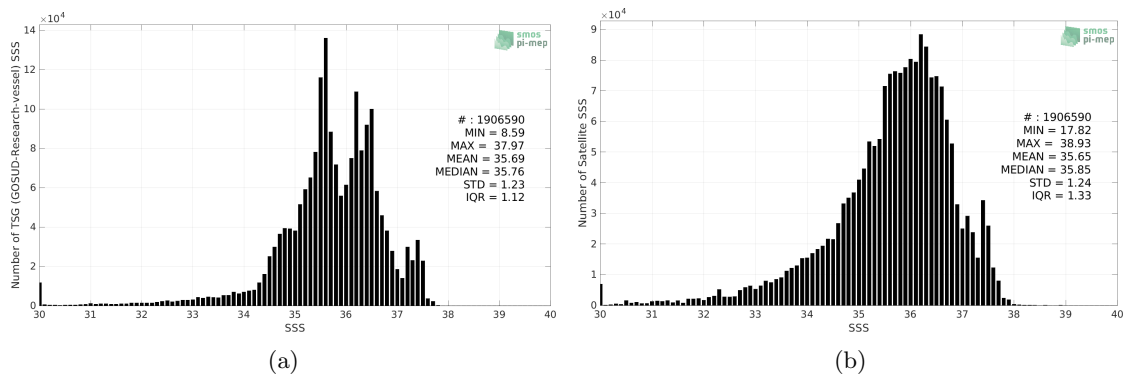 ×10⁴
14
12
10
8
6
4
2
0
Number of TSG (GOSUD-Research-vessel) SSS
smos
pi-mep
# : 1906590
MIN = 8.59
MAX = 37.97
MEAN = 35.69
MEDIAN = 35.76
STD = 1.23
IQR = 1.12
30 31 32 33 34 35 36 37 38 39 40
SSS
(a)
×10⁴
9
8
7
6
5
4
3
2
1
0
Number of Satellite SSS
smos
pi-mep
# : 1906590
MIN = 17.82
MAX = 38.93
MEAN = 35.65
MEDIAN = 35.85
STD = 1.24
IQR = 1.33
30 31 32 33 34 35 36 37 38 39 40
SSS
(b)